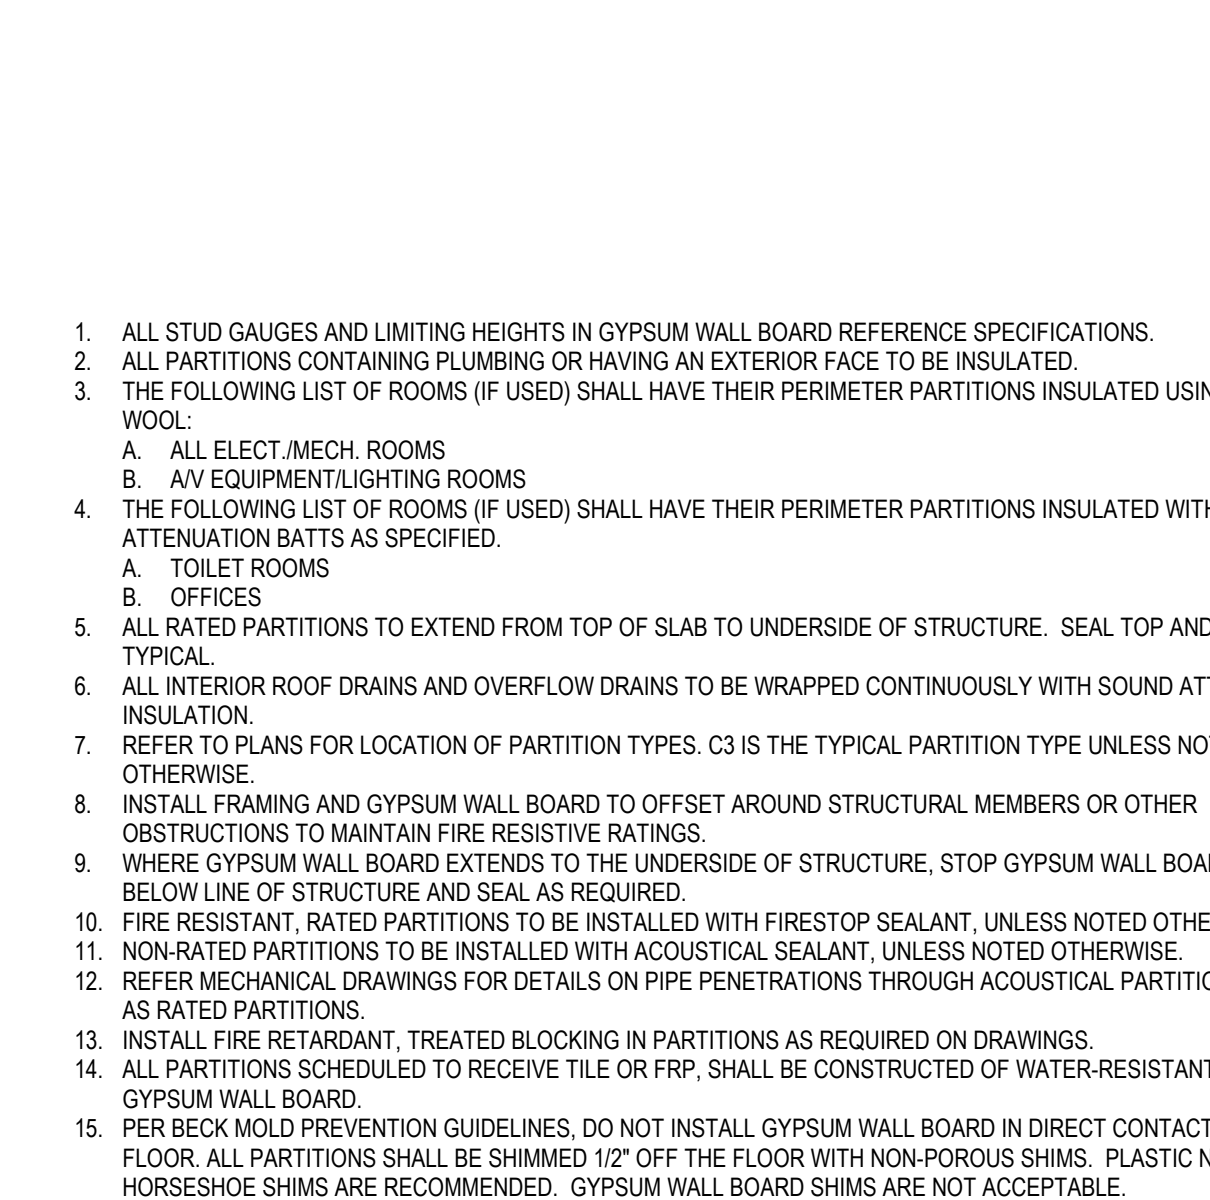 1. ALL STUD GAUGES AND LIMITING HEIGHTS IN GYPSUM WALL BOARD REFERENCE SPECIFICATIONS.
2. ALL PARTITIONS CONTAINING PLUMBING OR HAVING AN EXTERIOR FACE TO BE INSULATED.
3. THE FOLLOWING LIST OF ROOMS (IF USED) SHALL HAVE THEIR PERIMETER PARTITIONS INSULATED
WOOL:
A. ALL ELECT./MECH. ROOMS
B. A/V EQUIPMENT/LIGHTING ROOMS
4. THE FOLLOWING LIST OF ROOMS (IF USED) SHALL HAVE THEIR PERIMETER PARTITIONS INSULATED WITH
ATTENUATION BATTS AS SPECIFIED.
A. TOILET ROOMS
B. OFFICES
5. ALL RATED PARTITIONS TO EXTEND FROM TOP OF SLAB TO UNDERSIDE OF STRUCTURE. SEAL TOP AND
TYPICAL.
6. ALL INTERIOR ROOF DRAINS AND OVERFLOW DRAINS TO BE WRAPPED CONTINUOUSLY WITH SOUND
INSULATION.
7. REFER TO PLANS FOR LOCATION OF PARTITION TYPES. C3 IS THE TYPICAL PARTITION TYPE UNLESS
OTHERWISE.
8. INSTALL FRAMING AND GYPSUM WALL BOARD TO OFFSET AROUND STRUCTURAL MEMBERS OR OTHER
OBSTRUCTIONS TO MAINTAIN FIRE RESISTIVE RATINGS.
9. WHERE GYPSUM WALL BOARD EXTENDS TO THE UNDERSIDE OF STRUCTURE, STOP GYPSUM WALL
BELOW LINE OF STRUCTURE AND SEAL AS REQUIRED.
10. FIRE RESISTANT, RATED PARTITIONS TO BE INSTALLED WITH FIRESTOP SEALANT, UNLESS NOTED
11. NON-RATED PARTITIONS TO BE INSTALLED WITH ACOUSTICAL SEALANT, UNLESS NOTED OTHERWISE.
12. REFER MECHANICAL DRAWINGS FOR DETAILS ON PIPE PENETRATIONS THROUGH ACOUSTICAL
AS RATED PARTITIONS.
13. INSTALL FIRE RETARDANT, TREATED BLOCKING IN PARTITIONS AS REQUIRED ON DRAWINGS.
14. ALL PARTITIONS SCHEDULED TO RECEIVE TILE OR FRP, SHALL BE CONSTRUCTED OF WATER-RESISTANT
GYPSUM WALL BOARD.
15. PER BECK MOLD PREVENTION GUIDELINES, DO NOT INSTALL GYPSUM WALL BOARD IN DIRECT CONTACT
FLOOR. ALL PARTITIONS SHALL BE SHIMMED 1/2" OFF THE FLOOR WITH NON-POROUS SHIMS. PLASTIC
HORSESHOE SHIMS ARE RECOMMENDED. GYPSUM WALL BOARD SHIMS ARE NOT ACCEPTABLE.